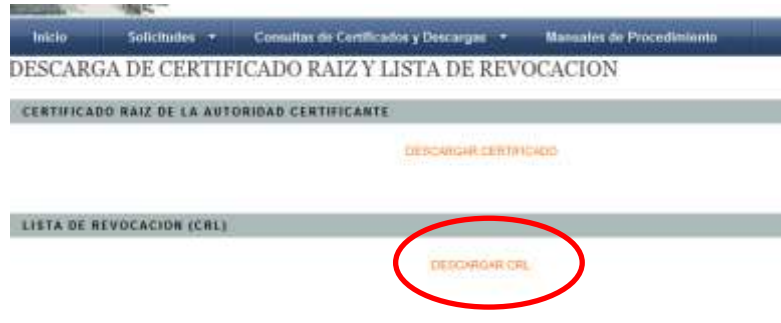 Inicio Solicitudes Consultas de Certificados y Descargas Manuales de Procedimiento
DESCARGA DE CERTIFICADO RAIZ Y LISTA DE REVOCACION
CERTIFICADO RAIZ DE LA AUTORIDAD CERTIFICANTE
DESCARGAR CERTIFICADO
LISTA DE REVOCACION (CRL)
DESCARGAR CRL